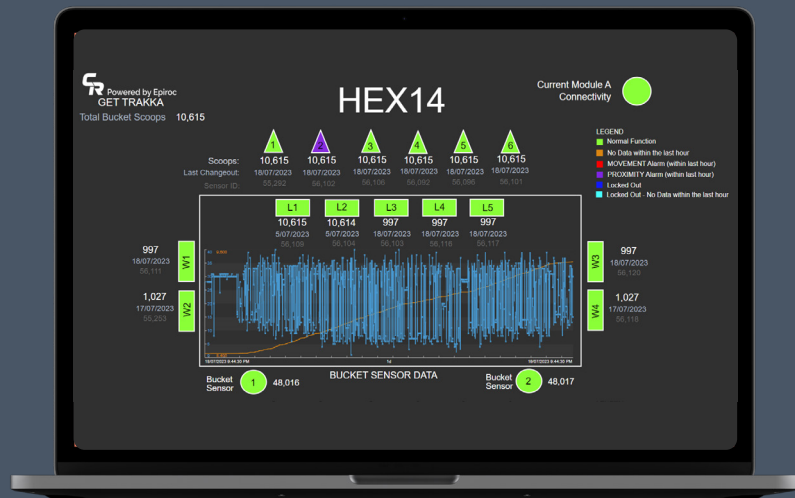 CR Powered by Epiroc
GET TRAKKA
Total Bucket Scoops 10,615
HEX14
Current Module A
Connectivity
LEGEND
Normal Function
No Data within the last hour
MOVEMENT Alarm (within last hour)
PROXIMITY Alarm (within last hour)
Locked Out
Locked Out - No Data within the last hour
1 2 3 4 5 6
Scoops: 10,615 10,615 10,615 10,615 10,615 10,615
Last Changeout: 18/07/2023 18/07/2023 18/07/2023 18/07/2023 18/07/2023 18/07/2023
Sensor ID: 55,292 56,102 56,106 56,092 56,096 56,101
L1 L2 L3 L4 L5
10,615 10,614 997 997 997
5/07/2023 5/07/2023 18/07/2023 18/07/2023 18/07/2023
56,109 56,104 56,103 56,116 56,117
997
18/07/2023
56,111
W1
1,027
17/07/2023
56,253
W2
W3
997
18/07/2023
56,120
W4
1,027
17/07/2023
56,118
1d
BUCKET SENSOR DATA
Bucket
Sensor
1 48,016
Bucket
Sensor
2 48,017